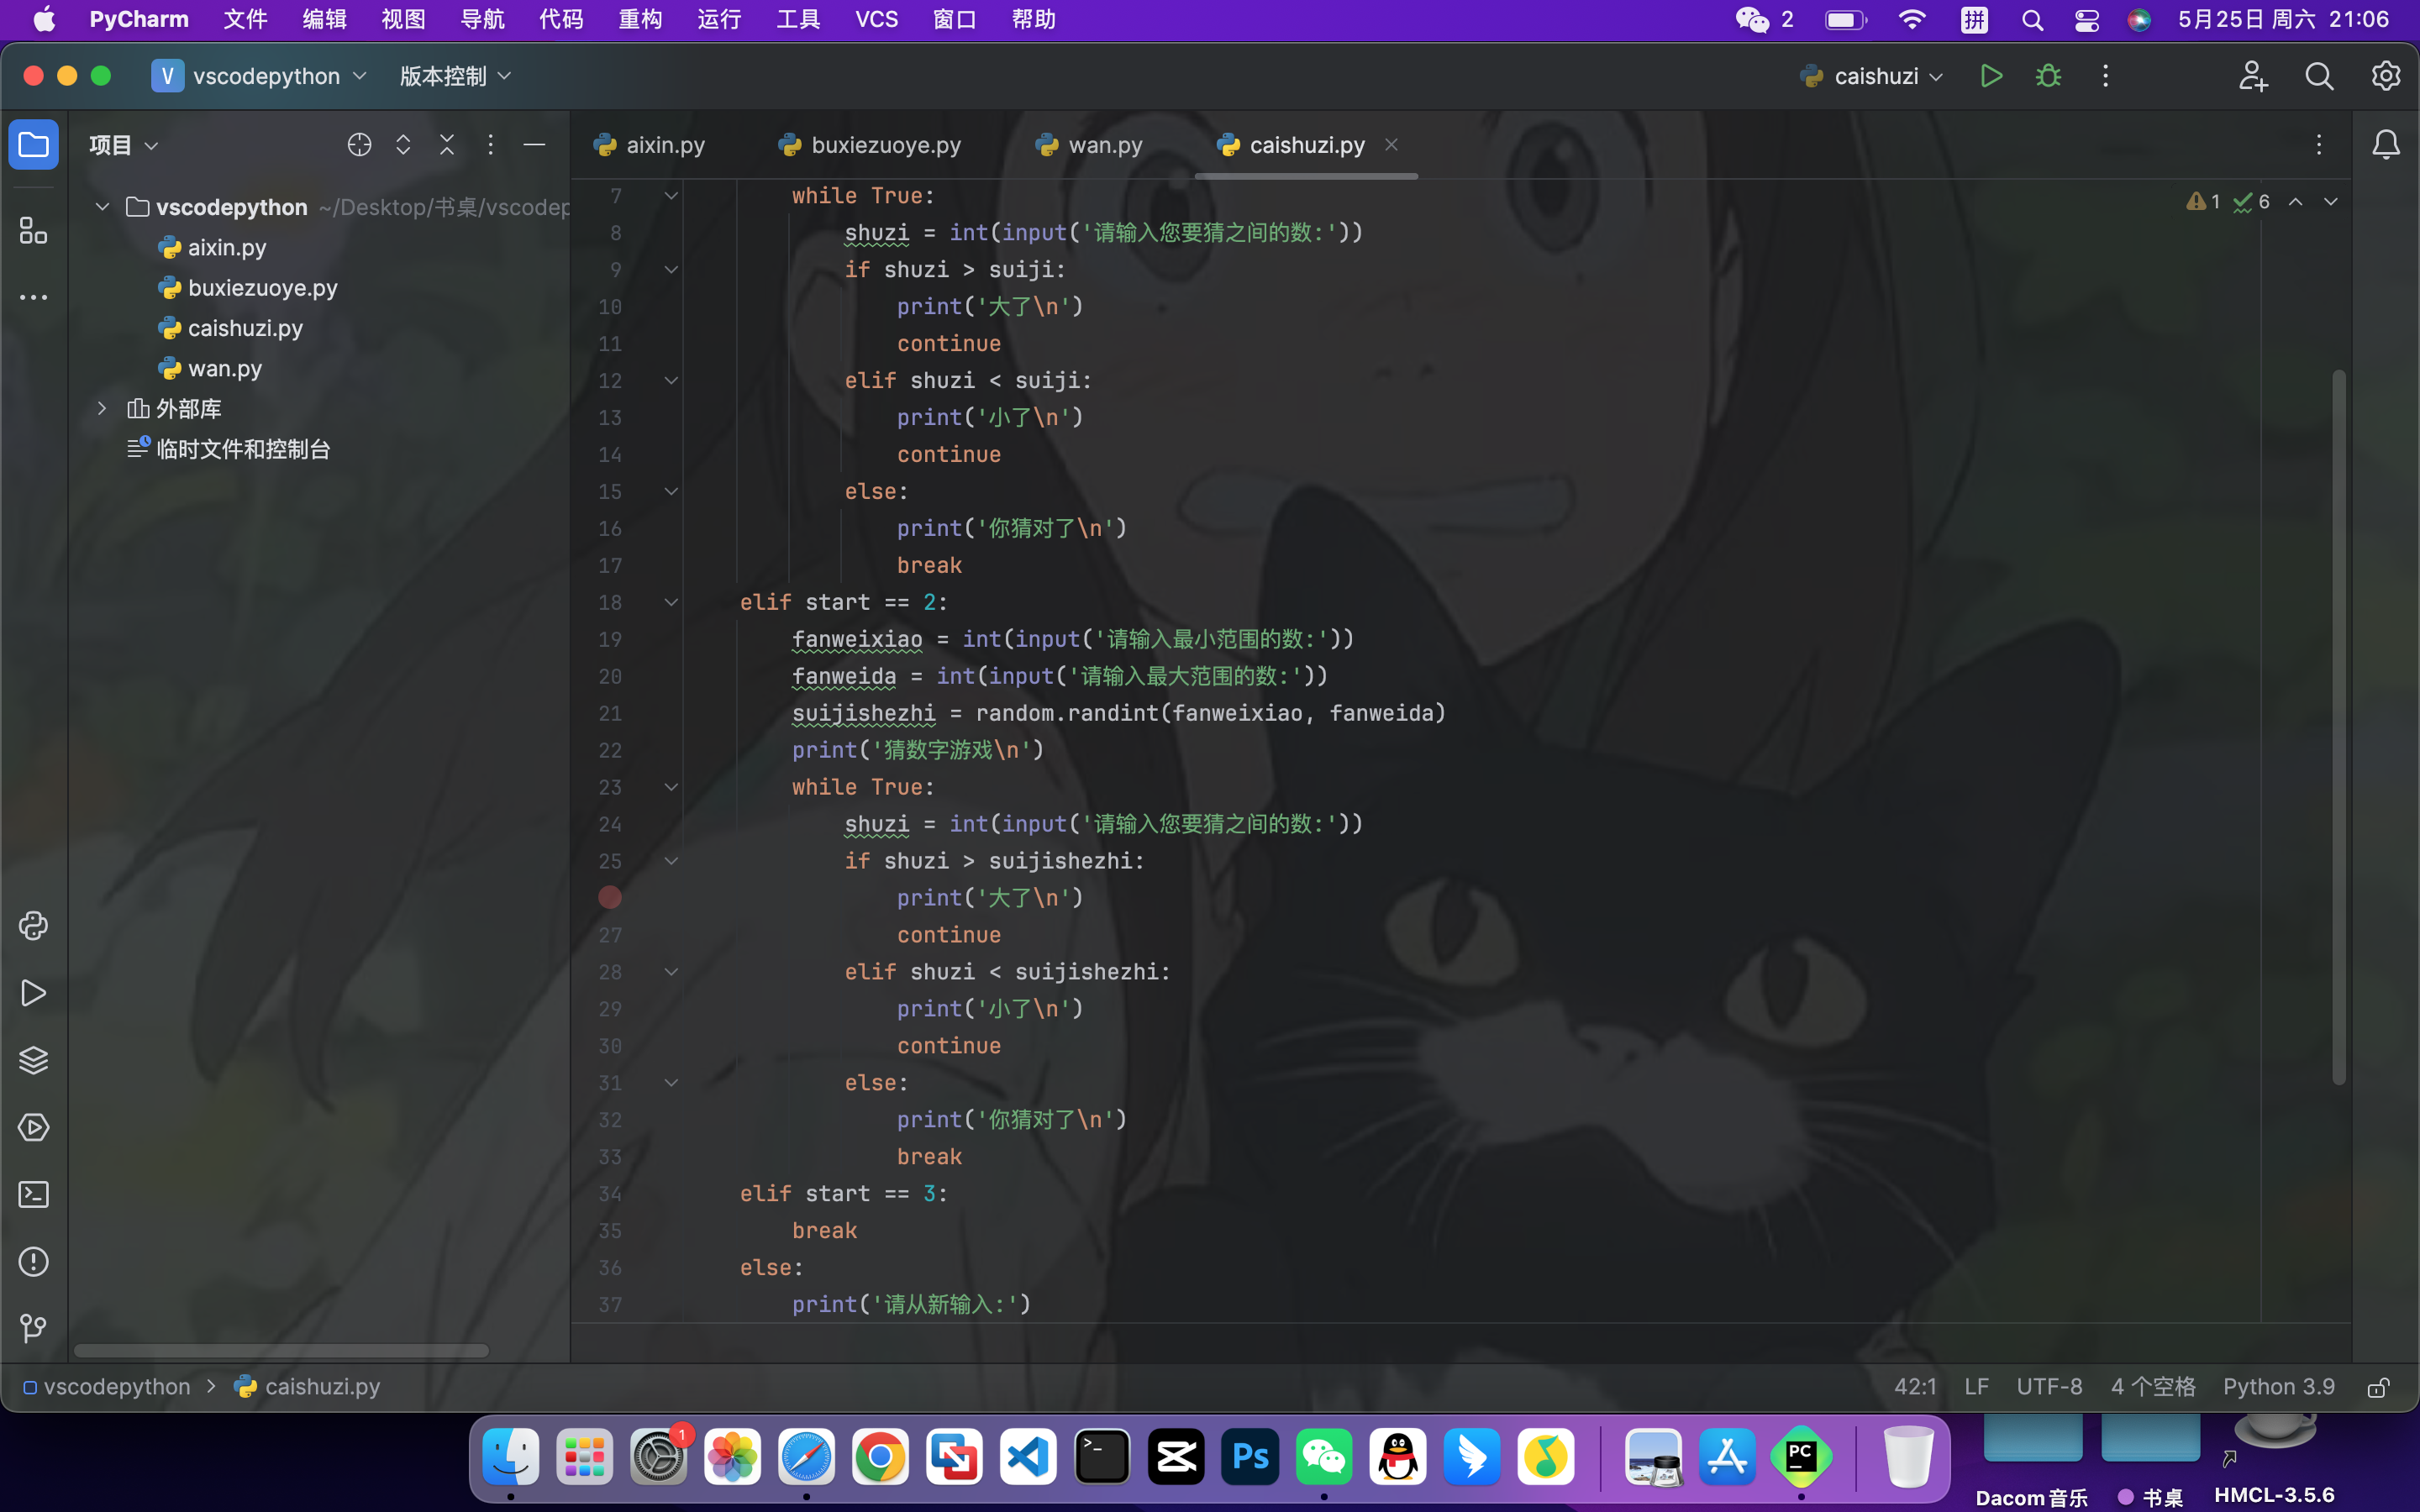 PyCharm 文件 编辑 视图 导航 代码 重构 运行 工具 VCS 窗口 帮助 2 拼 5月25日 周六 21:06
V vscodepython 版本控制 caishuzi
项目 aixin.py buxiezuoye.py wan.py caishuzi.py
vscodepython ~/Desktop/书桌/vscodep
aixin.py
buxiezuoye.py
caishuzi.py
wan.py
外部库
临时文件和控制台
1 6
7 while True:
8 shuzi = int(input('请输入您要猜之间的数:'))
9 if shuzi > suiji:
10 print('大了\n')
11 continue
12 elif shuzi < suiji:
13 print('小了\n')
14 continue
15 else:
16 print('你猜对了\n')
17 break
18 elif start == 2:
19 fanweixiao = int(input('请输入最小范围的数:'))
20 fanweida = int(input('请输入最大范围的数:'))
21 suijishezhi = random.randint(fanweixiao, fanweida)
22 print('猜数字游戏\n')
23 while True:
24 shuzi = int(input('请输入您要猜之间的数:'))
25 if shuzi > suijishezhi:
print('大了\n')
27 continue
28 elif shuzi < suijishezhi:
29 print('小了\n')
30 continue
31 else:
32 print('你猜对了\n')
33 break
34 elif start == 3:
35 break
36 else:
37 print('请从新输入:')
vscodepython caishuzi.py 42:1 LF UTF-8 4 个空格 Python 3.9
1 >_ Ps PC
Dacom音乐 书桌 HMCL-3.5.6